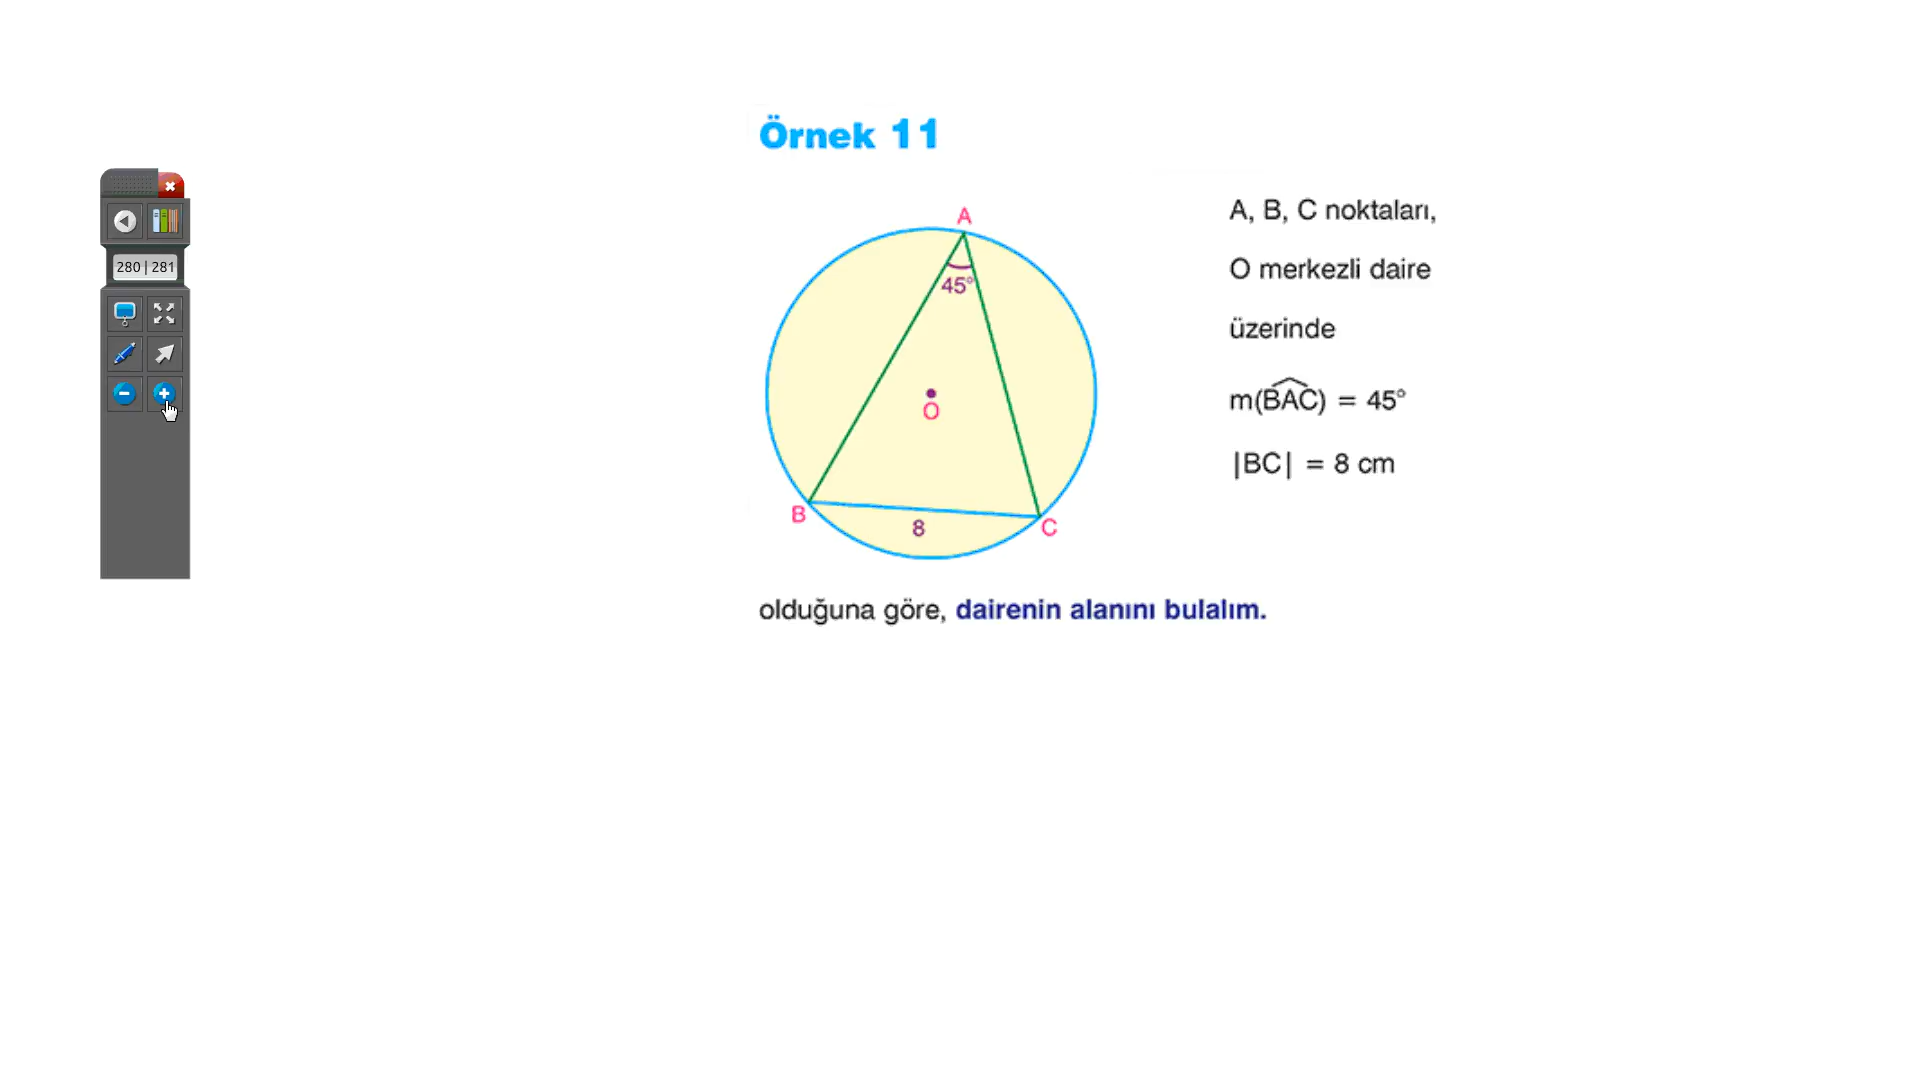 Örnek 11
280 | 281
A
45°
O
B
8
C
A, B, C noktaları,
O merkezli daire
üzerinde
m(BAC) = 45°
|BC| = 8 cm
olduğuna göre, dairenin alanını bulalım.